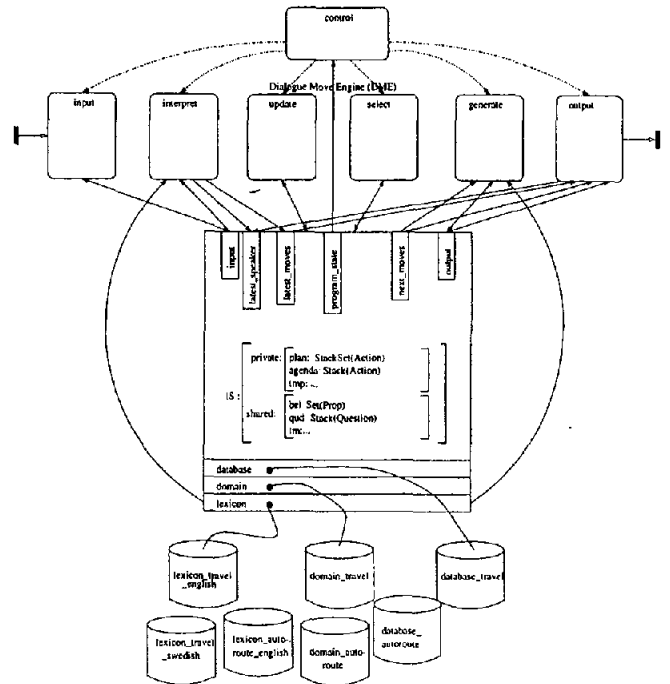 control
Dialogue Move Engine (DME)
input
interpret
update
select
generate
output
input
latest_speaker
latest_moves
program_state
next_moves
output
IS :
private:
plan: StackSet(Action)
agenda: Stack(Action)
tmp: ...
shared:
bel: Set(Prop)
qud: Stack(Question)
tm:...
database
domain
lexicon
lexicon_travel
_english
domain_travel
database_travel
lexicon_travel
_swedish
lexicon_auto-
route_english
domain_auto-
route
database_
autoroute